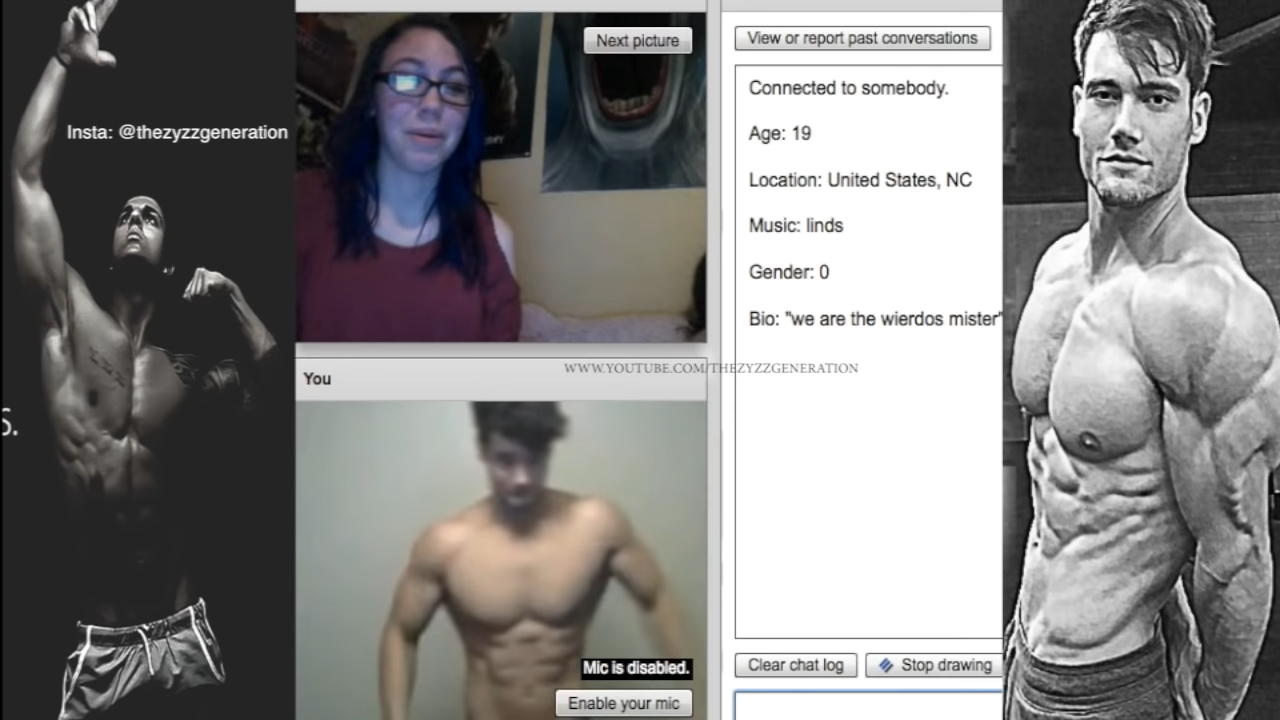 Insta: @thezyzzgeneration
S.
Next picture
You
Mic is disabled.
Enable your mic
WWW.YOUTUBE.COM/THEZYZZGENERATION
View or report past conversations
Connected to somebody.
Age: 19
Location: United States, NC
Music: linds
Gender: 0
Bio: "we are the wierdos mister"
Clear chat log
Stop drawing